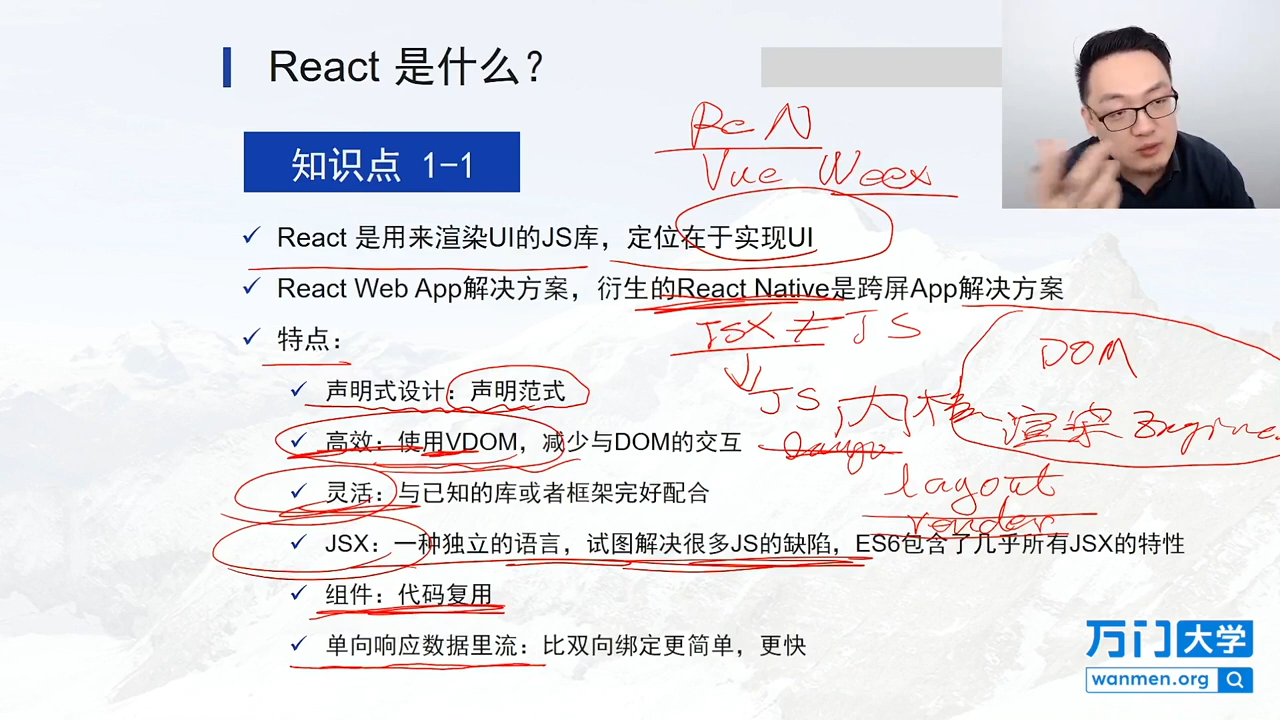 React 是什么？
知识点 1-1
Re N
Vue Weex
React 是用来渲染UI的JS库，定位在于实现UI
React Web App解决方案，衍生的React Native是跨屏App解决方案
特点：
JSX ≠ JS
JS
DOM
内核
渲染 Engine
声明式设计：声明范式
高效：使用VDOM，减少与DOM的交互
layout
render
灵活：与已知的库或者框架完好配合
JSX：一种独立的语言，试图解决很多JS的缺陷，ES6包含了几乎所有JSX的特性
组件：代码复用
单向响应数据里流：比双向绑定更简单，更快
万门大学
wanmen.org